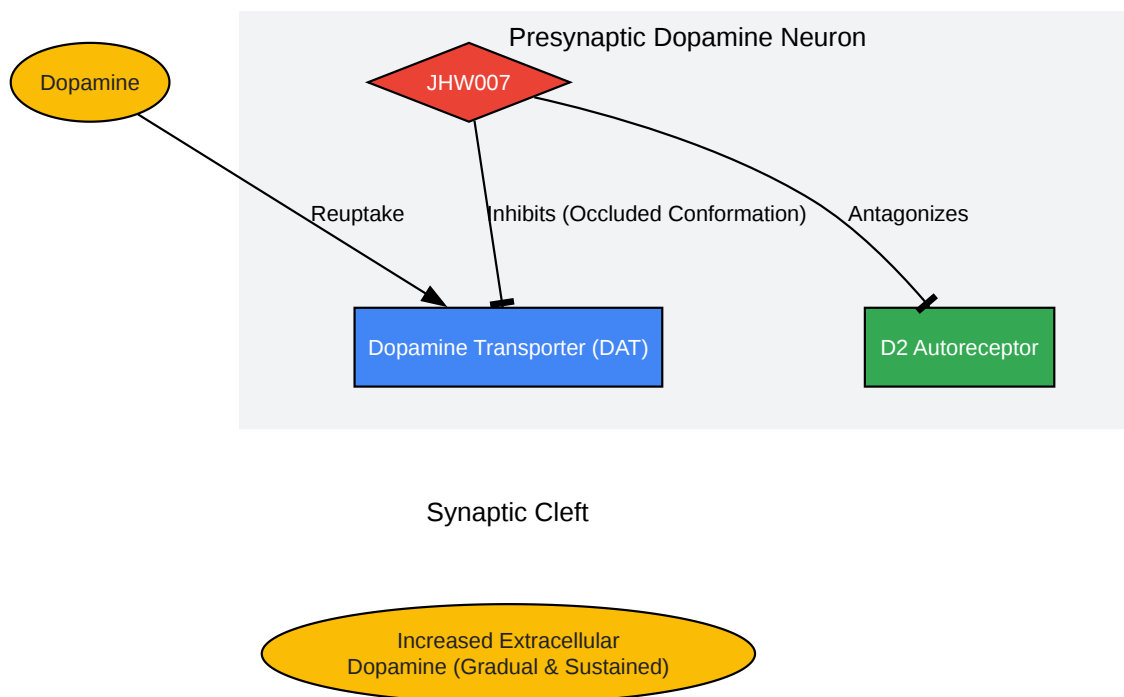 Presynaptic Dopamine Neuron
Dopamine
JHW007
Reuptake
Inhibits (Occluded Conformation)
Antagonizes
Dopamine Transporter (DAT)
D2 Autoreceptor
Synaptic Cleft
Increased Extracellular
Dopamine (Gradual & Sustained)